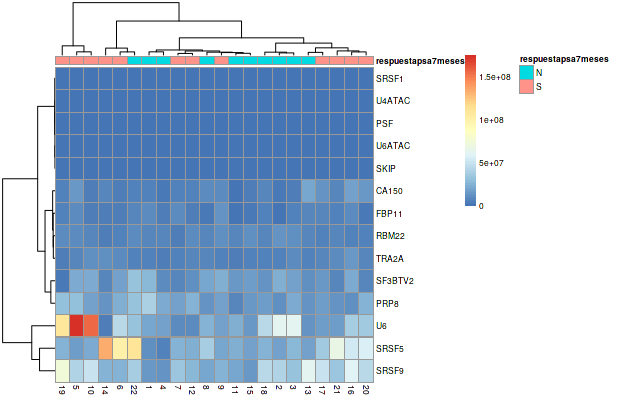 respuestapsa7meses
SRSF1
U4ATAC
PSF
U6ATAC
SKIP
CA150
FBP11
RBM22
TRA2A
SF3BTV2
PRP8
U6
SRSF5
SRSF9
19 5 10 14 6 22 1 4 7 12 8 9 11 15 18 2 3 13 17 21 16 20
1.5e+08
1e+08
5e+07
0
respuestapsa7meses
N
S